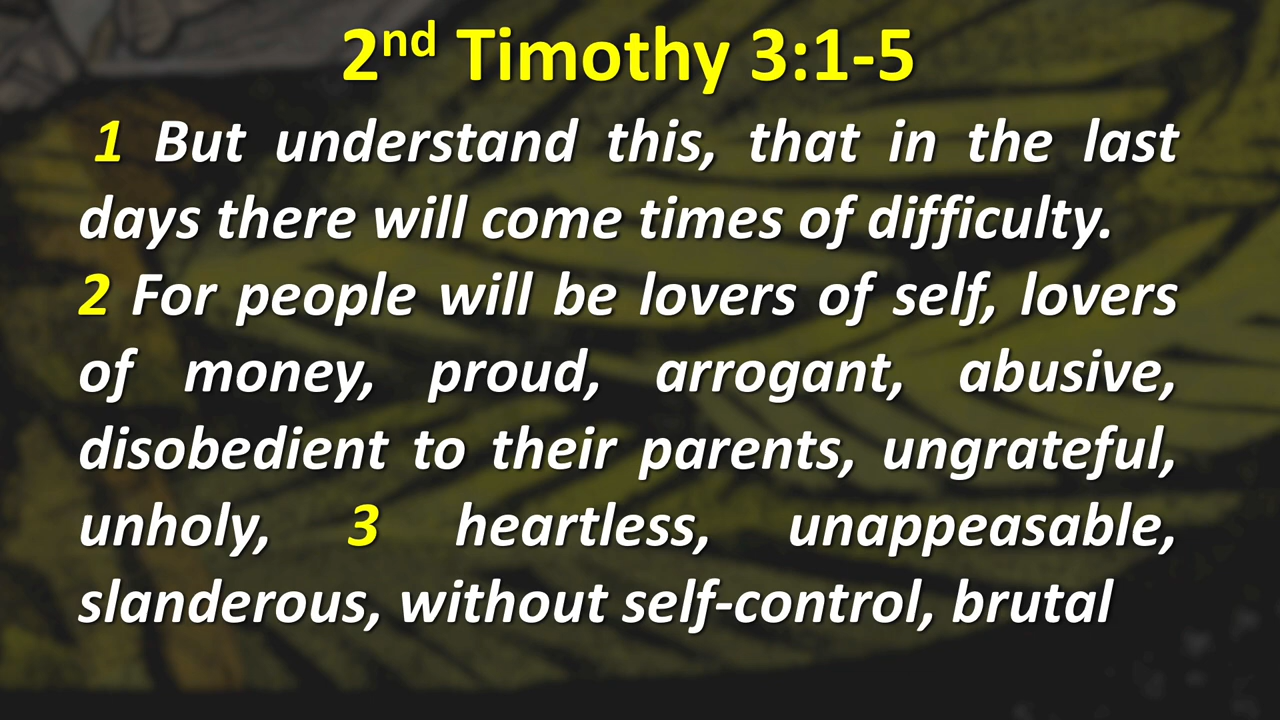 2nd Timothy 3:1-5
1 But understand this, that in the last
days there will come times of difficulty.
2 For people will be lovers of self, lovers
of money, proud, arrogant, abusive,
disobedient to their parents, ungrateful,
unholy, 3 heartless, unappeasable,
slanderous, without self-control, brutal